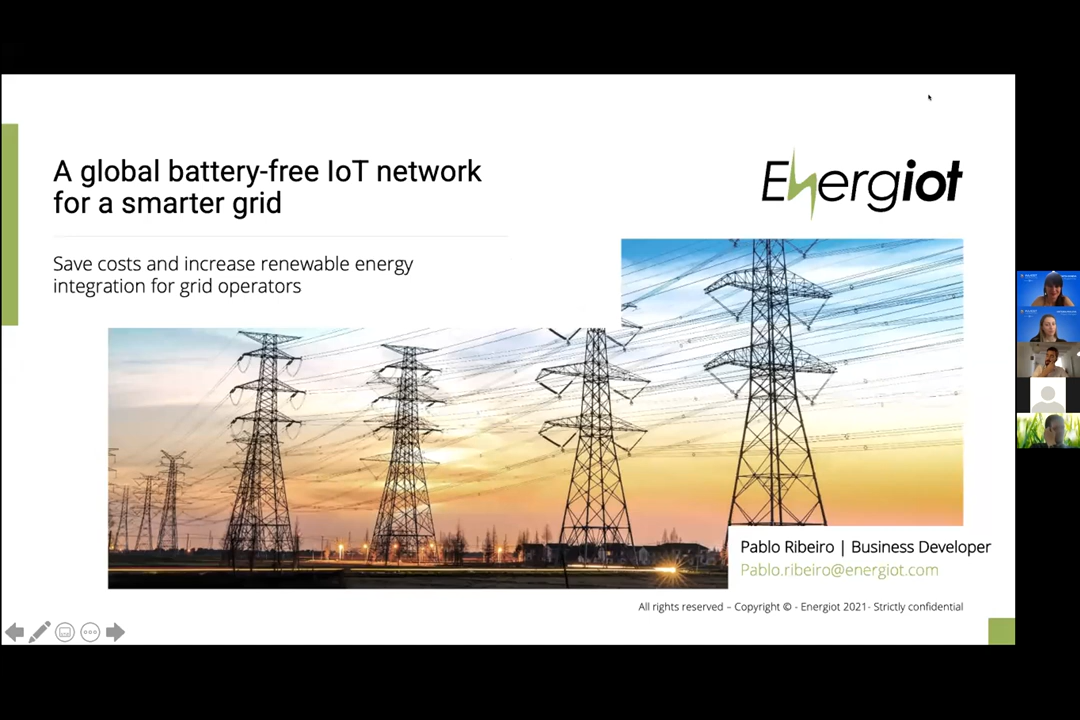 A global battery-free IoT network
for a smarter grid
Energiot
Save costs and increase renewable energy
integration for grid operators
Pablo Ribeiro | Business Developer
Pablo.ribeiro@energiot.com
All rights reserved – Copyright © - Energiot 2021- Strictly confidential